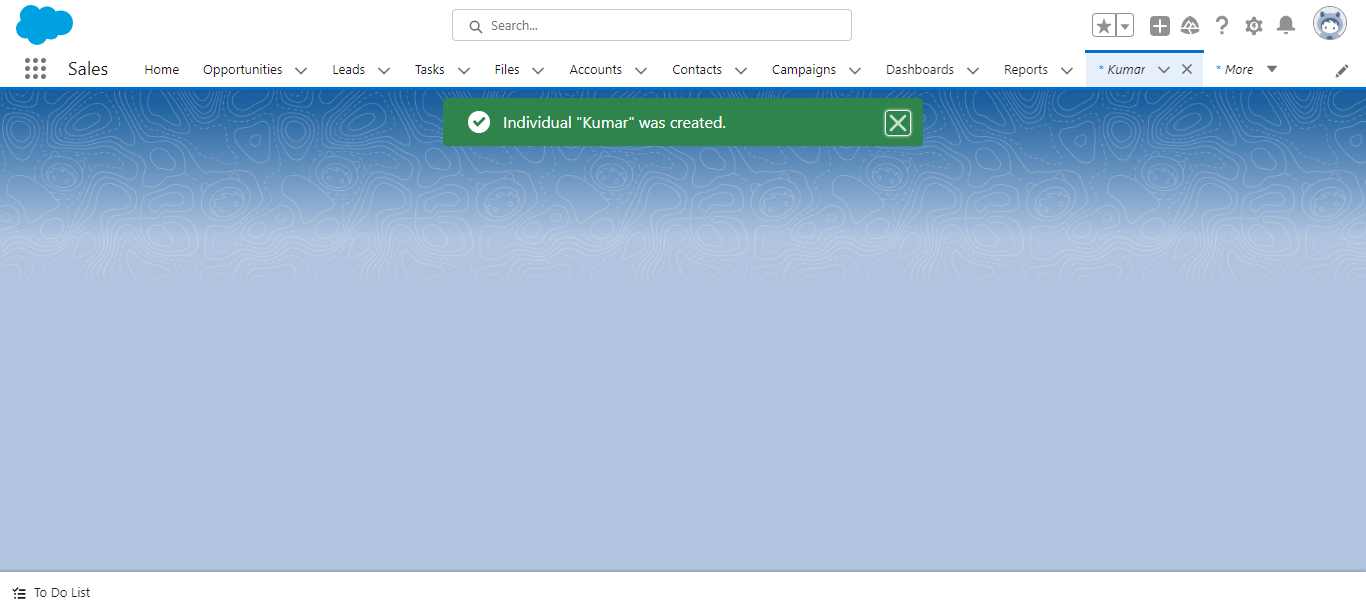 Search...
Sales
Home
Opportunities
Leads
Tasks
Files
Accounts
Contacts
Campaigns
Dashboards
Reports
* Kumar
* More
Individual "Kumar" was created.
To Do List